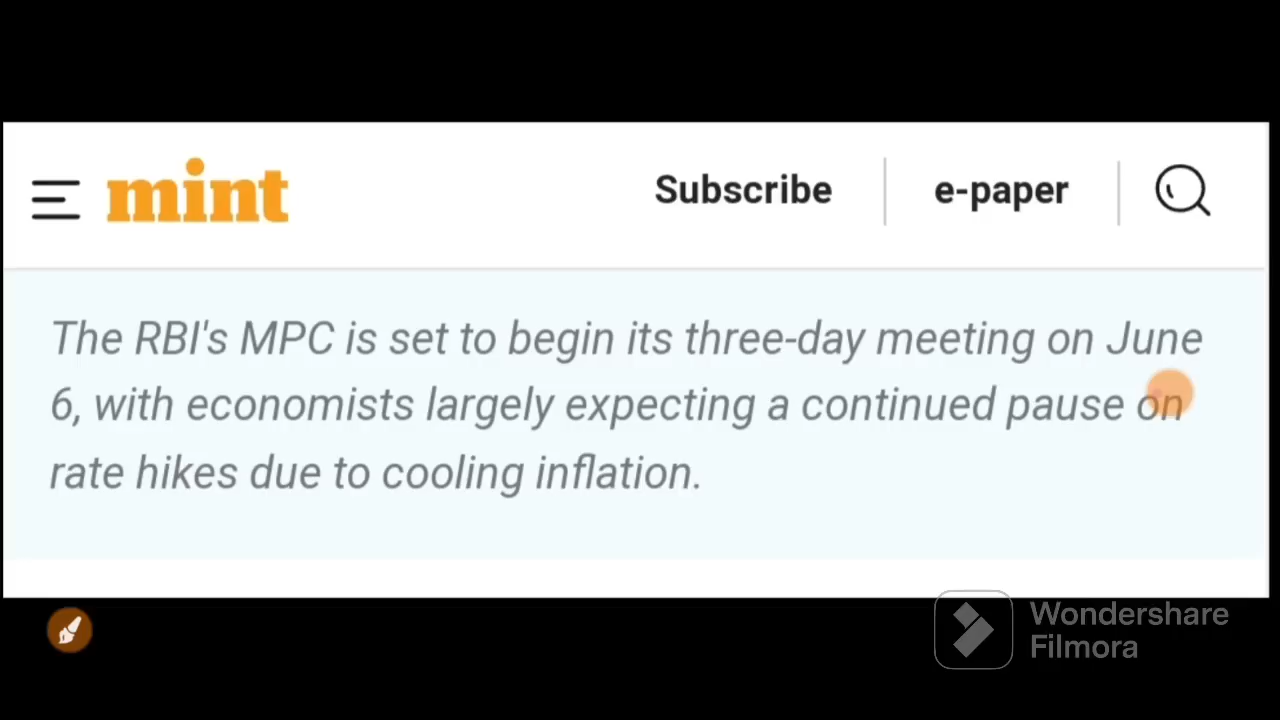 mint
Subscribe
e-paper
The RBI's MPC is set to begin its three-day meeting on June
6, with economists largely expecting a continued pause on
rate hikes due to cooling inflation.
Wondershare
Filmora